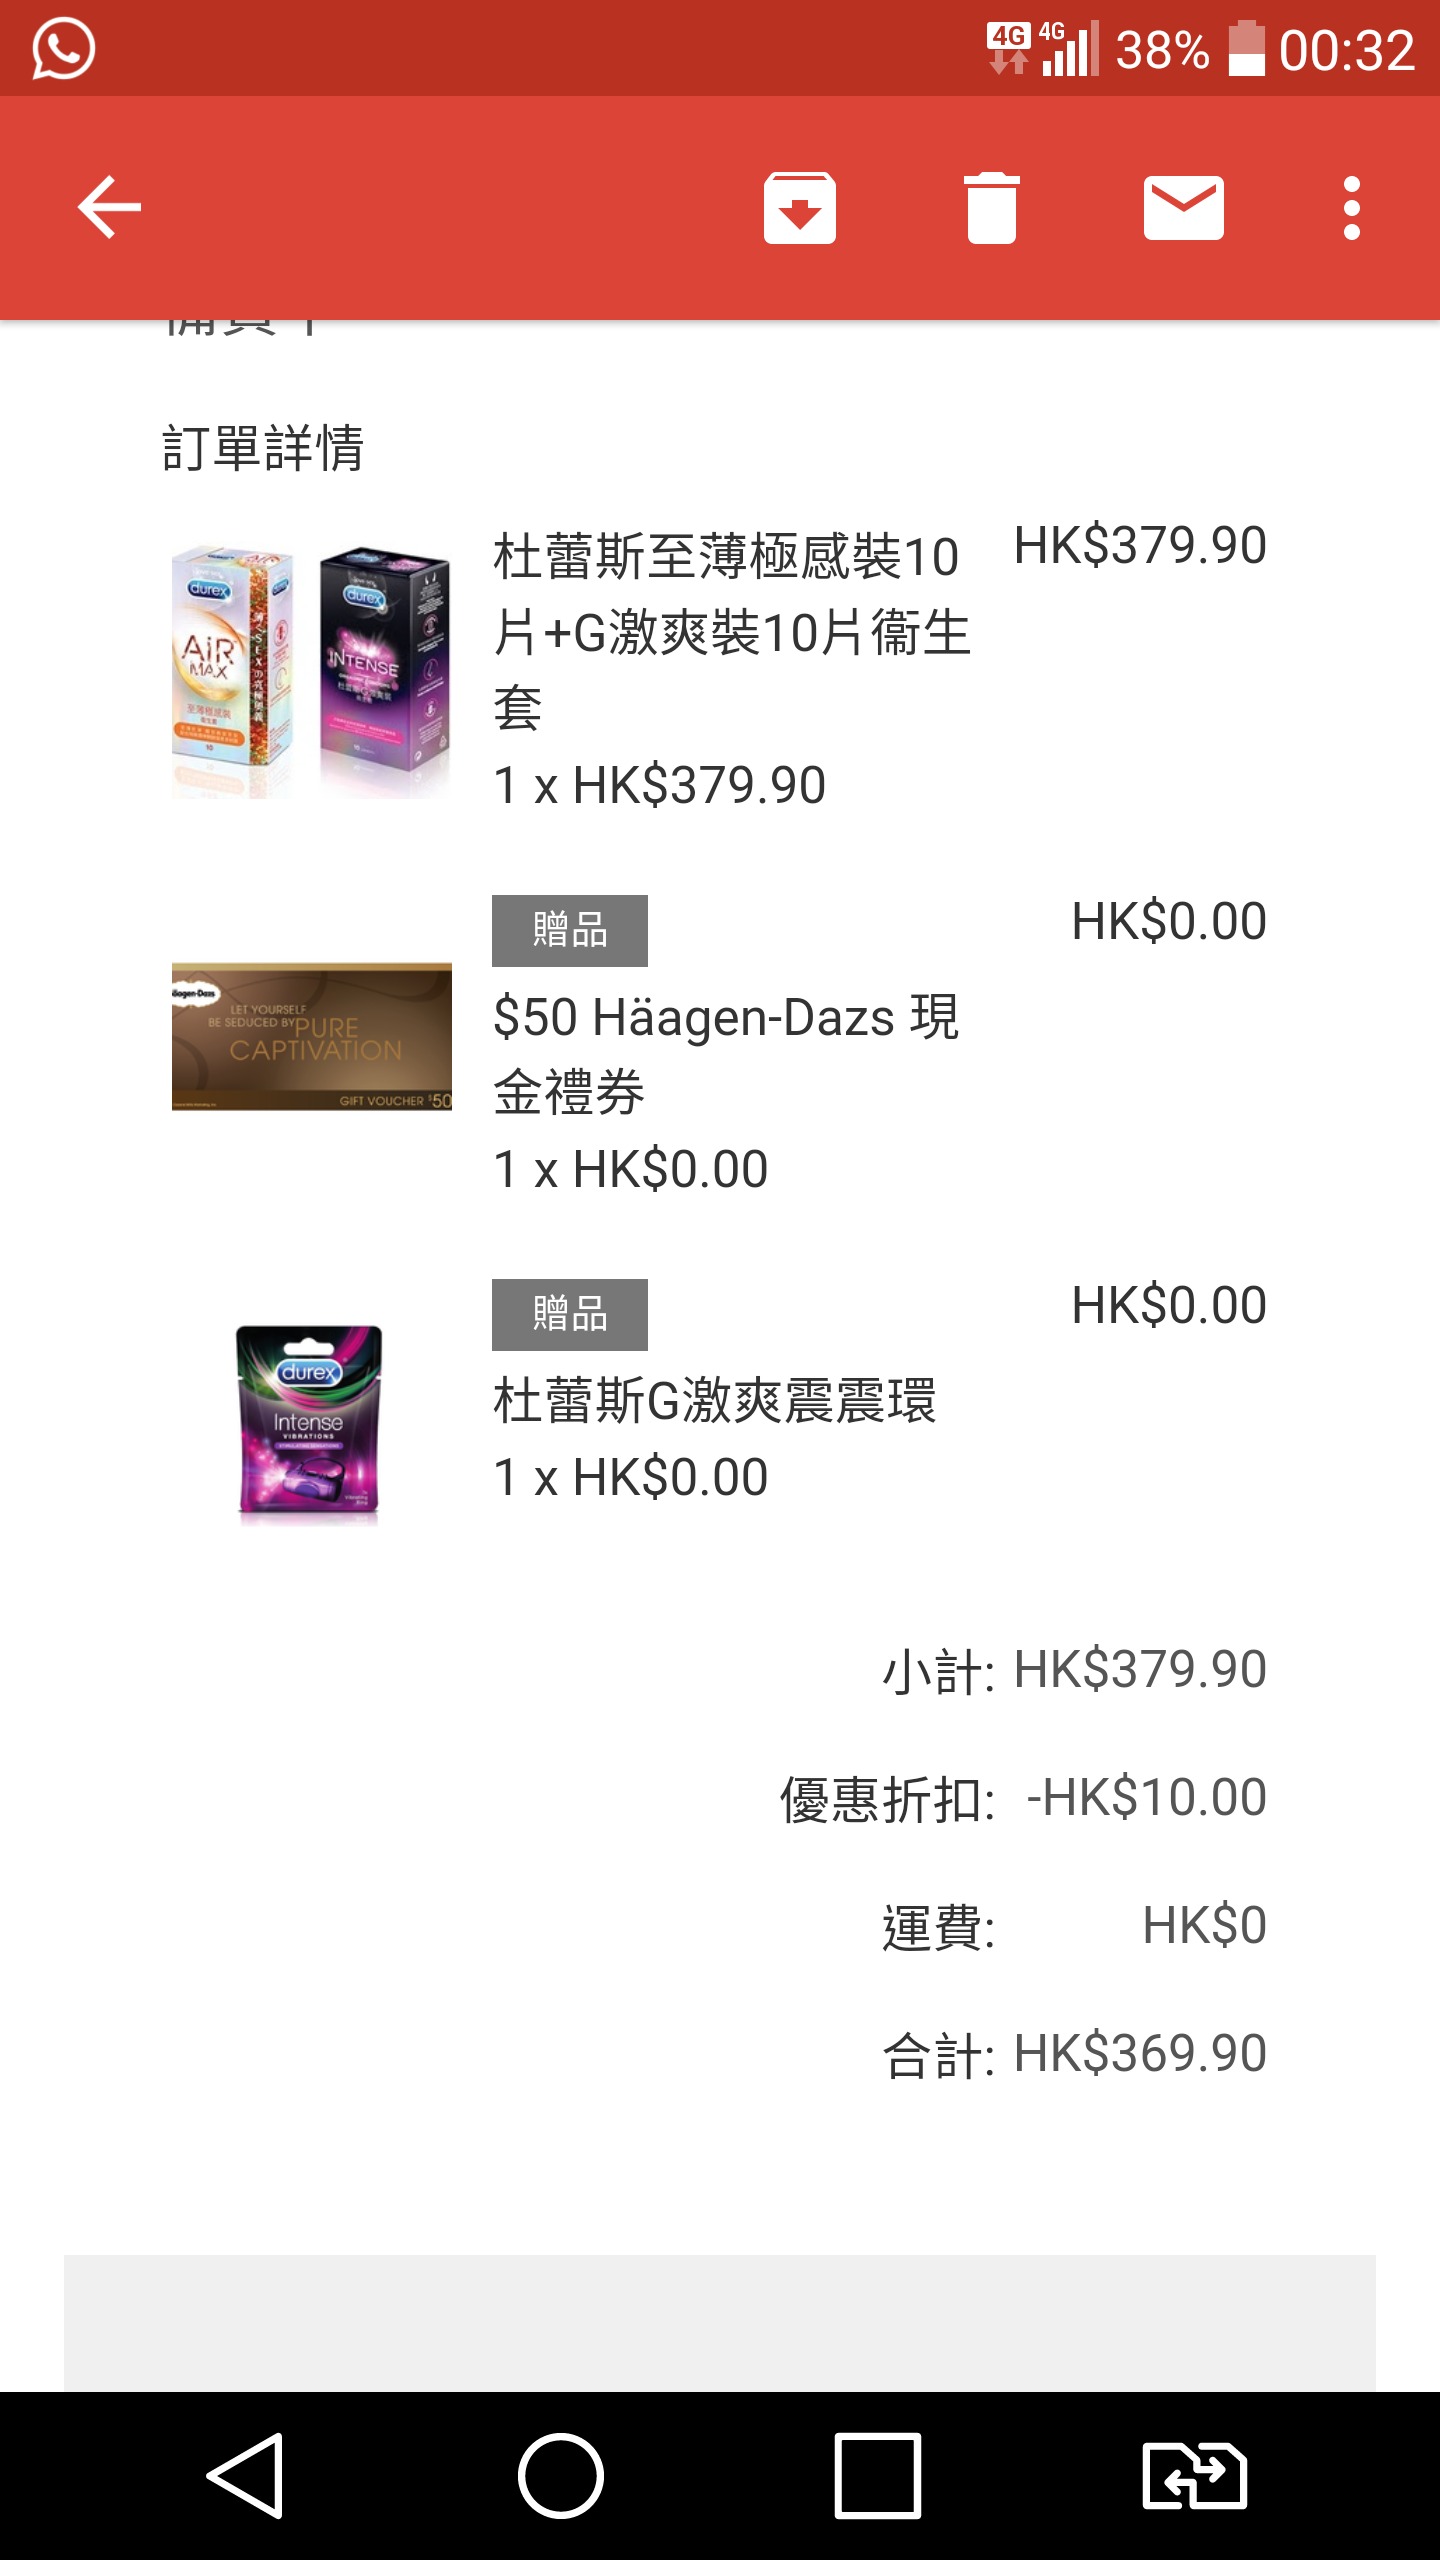 4G 4G 38% 00:32
訂單詳情
杜蕾斯至薄極感裝10 HK$379.90
片+G激爽裝10片衞生
套
1 x HK$379.90
durex
AiR
MAX
至薄極感裝
10
durex
INTENSE
贈品 HK$0.00
$50 Häagen-Dazs 現
金禮券
1 x HK$0.00
Häagen-Dazs
LET YOURSELF
BE SEDUCED BY PURE
CAPTIVATION
GIFT VOUCHER $50
贈品 HK$0.00
杜蕾斯G激爽震震環
1 x HK$0.00
durex
Intense
VIBRATIONS
小計: HK$379.90
優惠折扣: -HK$10.00
運費: HK$0
合計: HK$369.90